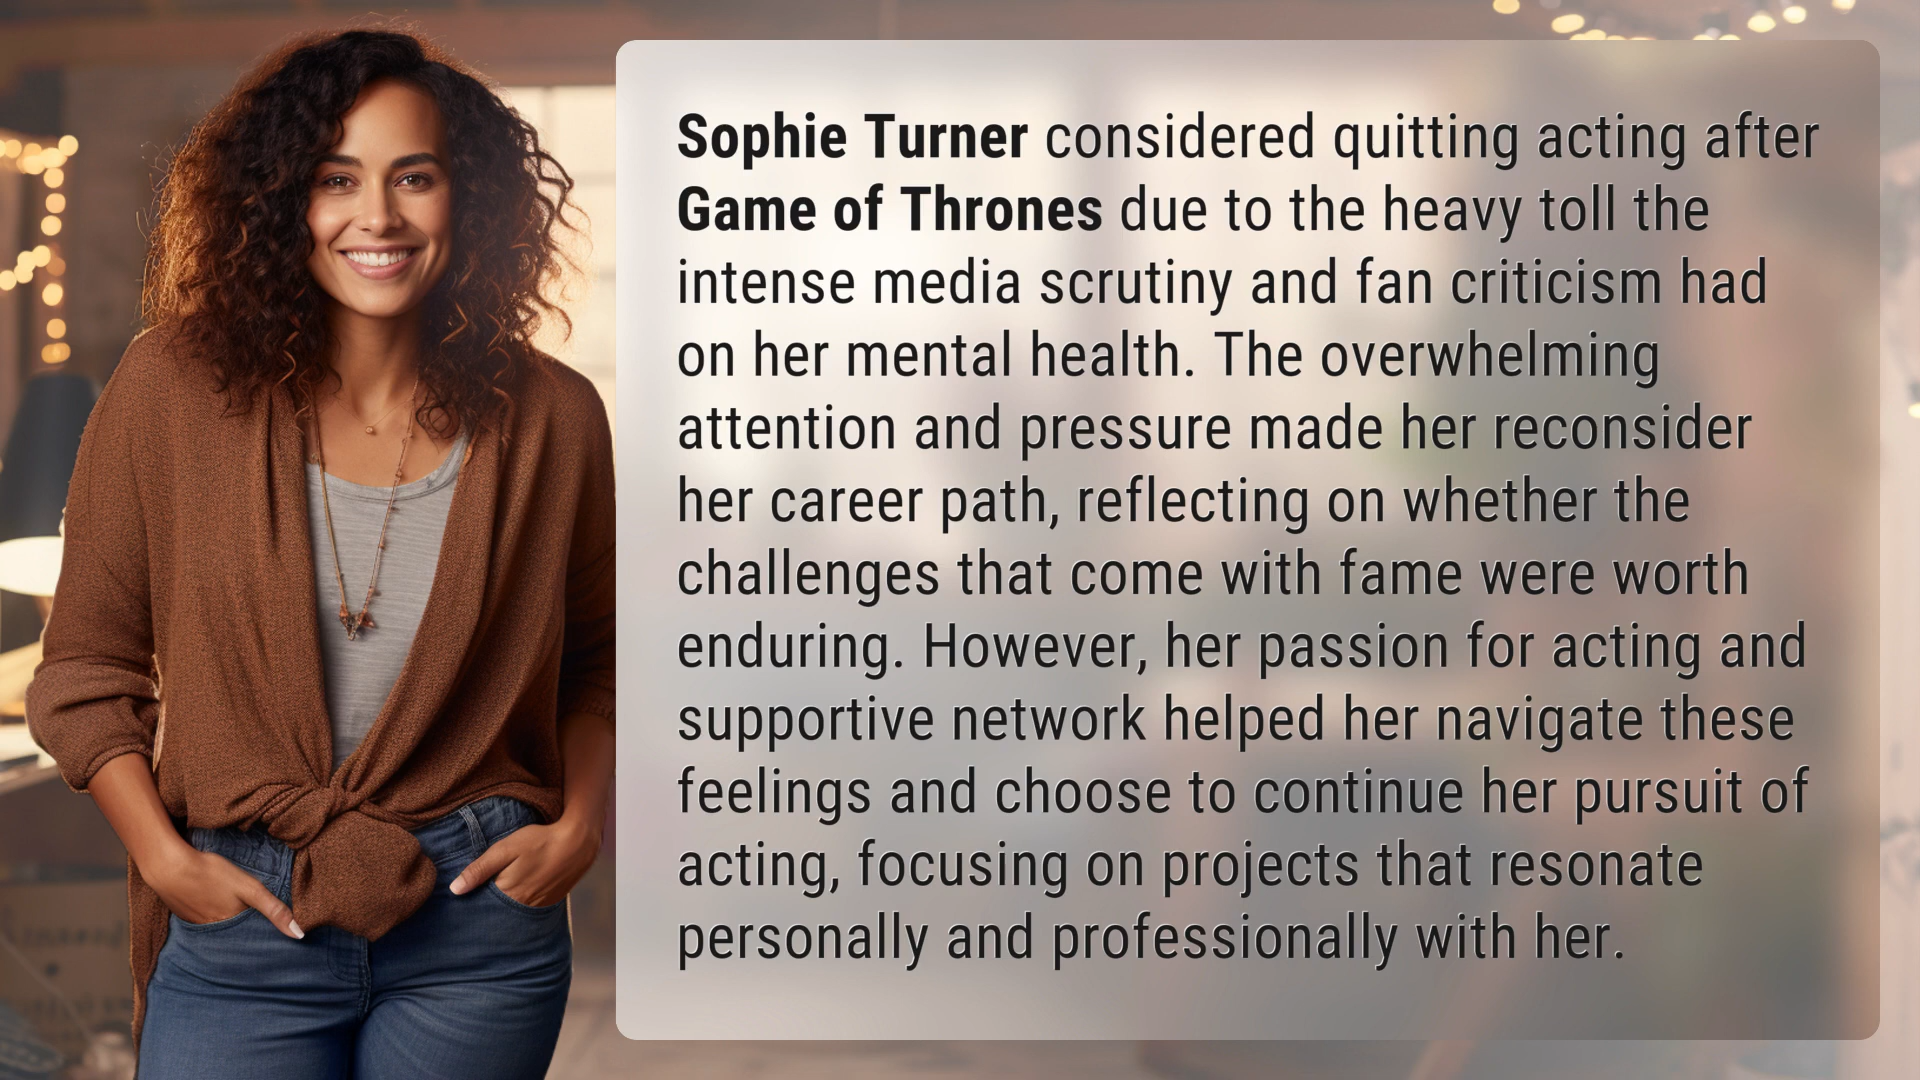 Sophie Turner considered quitting acting after
Game of Thrones due to the heavy toll the
intense media scrutiny and fan criticism had
on her mental health. The overwhelming
attention and pressure made her reconsider
her career path, reflecting on whether the
challenges that come with fame were worth
enduring. However, her passion for acting and
supportive network helped her navigate these
feelings and choose to continue her pursuit of
acting, focusing on projects that resonate
personally and professionally with her.